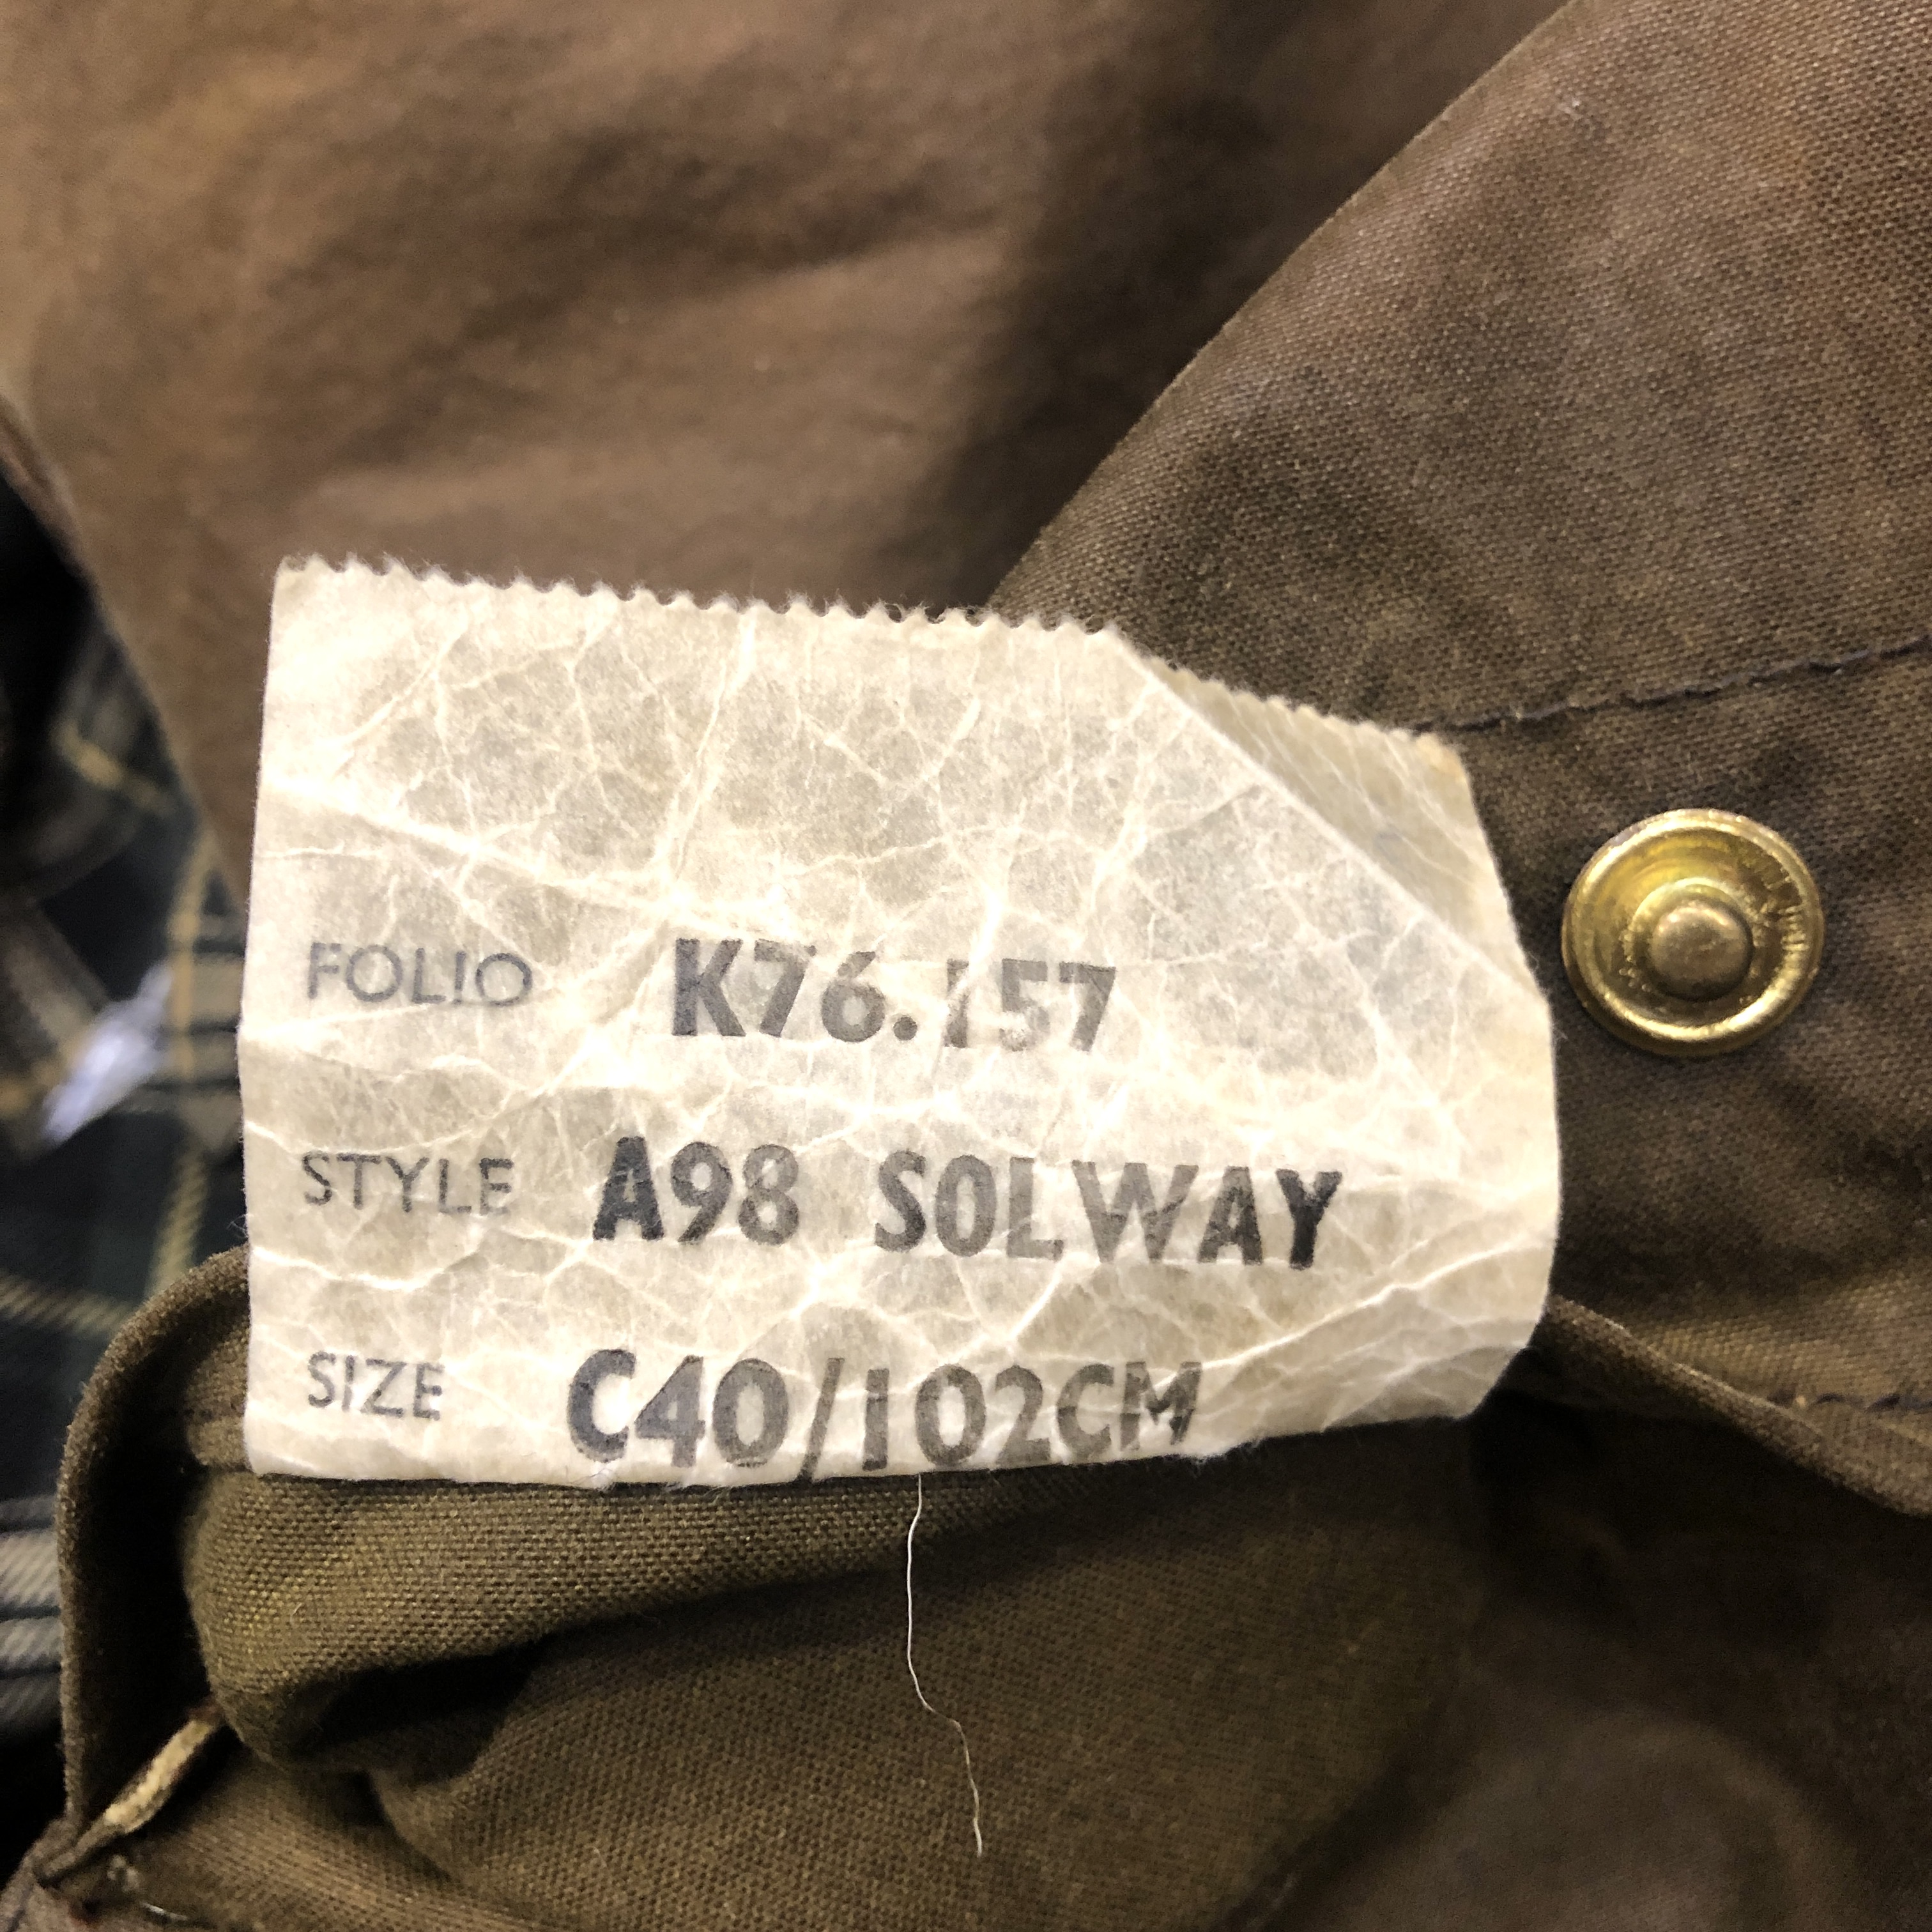 FOLIO K76.157
STYLE A98 SOLWAY
SIZE C40/102CM